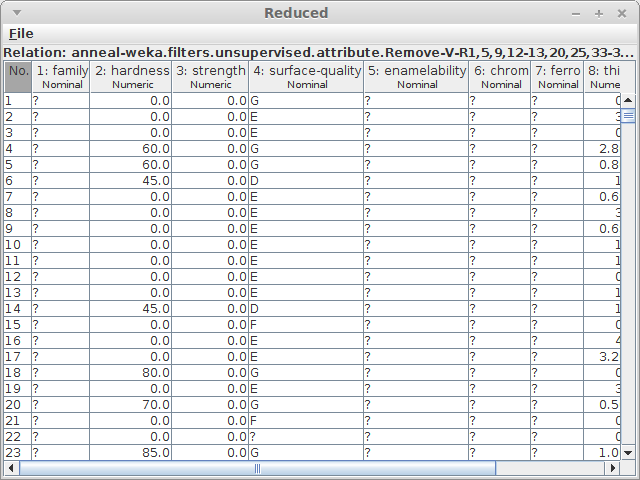 Reduced
File
Relation: anneal-weka.filters.unsupervised.attribute.Remove-V-R1,5,9,12-13,20,25,33-3...
No. 1: family 2: hardness 3: strength 4: surface-quality 5: enamelability 6: chrom 7: ferro 8: thi
Nominal Numeric Numeric Nominal Nominal Nominal Nominal Nume
1 ? 0.0 0.0 G ? ? ? 0
2 ? 0.0 0.0 E ? ? ? 3
3 ? 0.0 0.0 E ? ? ? 0
4 ? 60.0 0.0 G ? ? ? 2.8
5 ? 60.0 0.0 G ? ? ? 0.8
6 ? 45.0 0.0 D ? ? ? 1
7 ? 0.0 0.0 E ? ? ? 0.6
8 ? 0.0 0.0 E ? ? ? 3
9 ? 0.0 0.0 E ? ? ? 0.6
10 ? 0.0 0.0 E ? ? ? 1
11 ? 0.0 0.0 E ? ? ? 1
12 ? 0.0 0.0 E ? ? ? 0
13 ? 0.0 0.0 E ? ? ? 1
14 ? 45.0 0.0 D ? ? ? 1
15 ? 0.0 0.0 F ? ? ? 0
16 ? 0.0 0.0 E ? ? ? 4
17 ? 0.0 0.0 E ? ? ? 3.2
18 ? 80.0 0.0 G ? ? ? 0
19 ? 0.0 0.0 E ? ? ? 3
20 ? 70.0 0.0 G ? ? ? 0.5
21 ? 0.0 0.0 F ? ? ? 0
22 ? 0.0 0.0 ? ? ? ? 0
23 ? 85.0 0.0 G ? ? ? 1.0